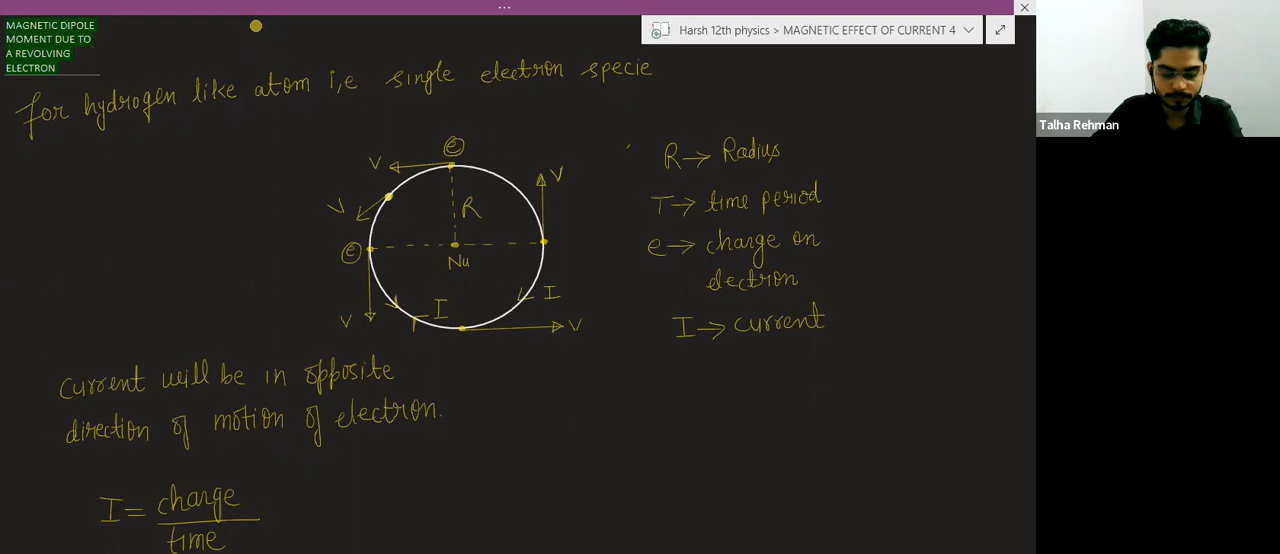 MAGNETIC DIPOLE
MOMENT DUE TO
A REVOLVING
ELECTRON
Harsh 12th physics > MAGNETIC EFFECT OF CURRENT 4
for hydrogen like atom i,e single electron specie
e
V
V
V
R
e
Nu
I
I
V
V
R → Radius
T → time period
e → charge on
electron
I → current
current will be in opposite
direction of motion of electron.
I = charge
time
Talha Rehman